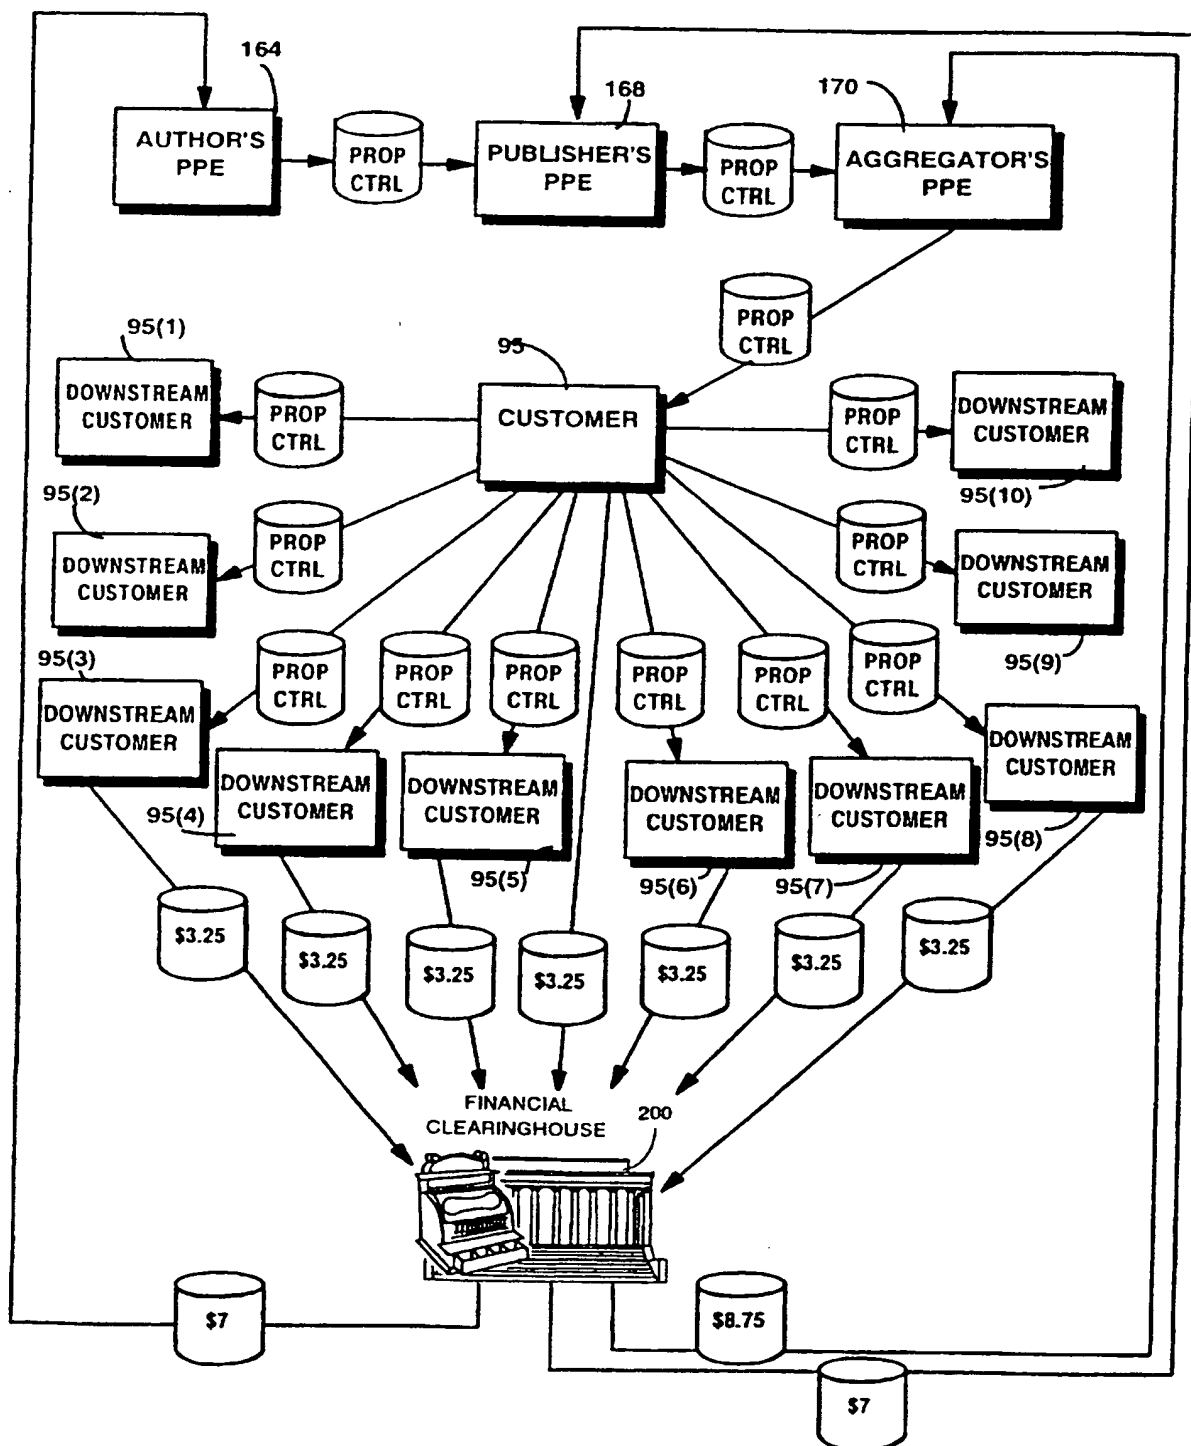 164
168
170
AUTHOR'S
PPE
PROP
CTRL
PUBLISHER'S
PPE
PROP
CTRL
AGGREGATOR'S
PPE
PROP
CTRL
95(1)
95
DOWNSTREAM
CUSTOMER
PROP
CTRL
CUSTOMER
PROP
CTRL
DOWNSTREAM
CUSTOMER
95(10)
95(2)
DOWNSTREAM
CUSTOMER
PROP
CTRL
PROP
CTRL
DOWNSTREAM
CUSTOMER
95(9)
95(3)
DOWNSTREAM
CUSTOMER
PROP
CTRL
PROP
CTRL
PROP
CTRL
PROP
CTRL
PROP
CTRL
PROP
CTRL
DOWNSTREAM
CUSTOMER
95(4)
DOWNSTREAM
CUSTOMER
DOWNSTREAM
CUSTOMER
95(5)
DOWNSTREAM
CUSTOMER
95(6)
DOWNSTREAM
CUSTOMER
95(7)
95(8)
$3.25
$3.25
$3.25
$3.25
$3.25
$3.25
$3.25
FINANCIAL
CLEARINGHOUSE
200
$7
$8.75
$7